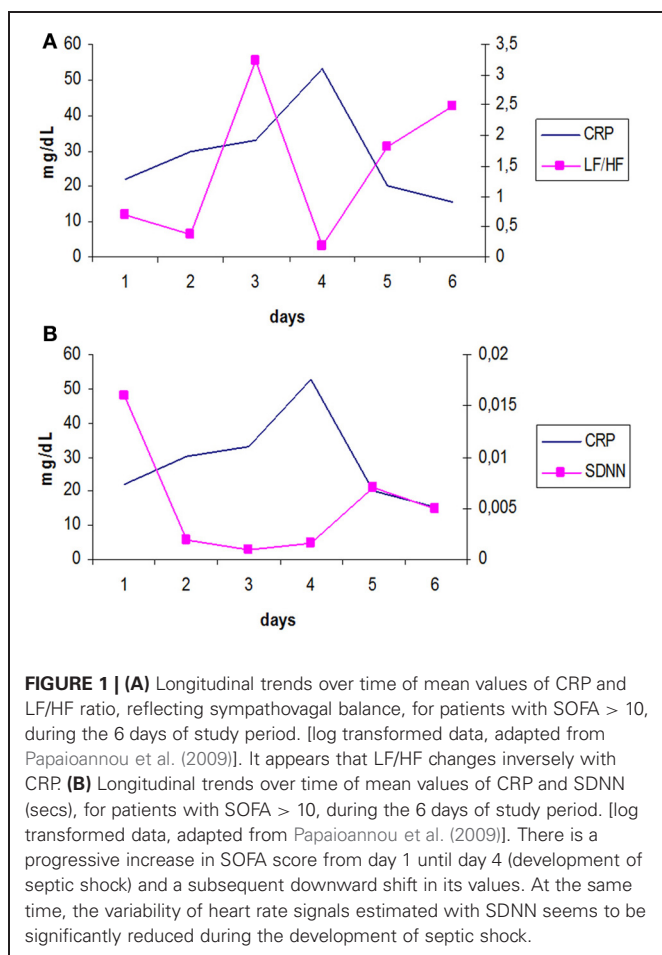 A
60
50
40
30
20
10
0
mg/dL
3,5
3
2,5
2
1,5
1
0,5
0
CRP
LF/HF
1 2 3 4 5 6
days
B
60
50
40
30
20
10
0
mg/dL
0,02
0,015
0,01
0,005
0
CRP
SDNN
1 2 3 4 5 6
days
FIGURE 1 | (A) Longitudinal trends over time of mean values of CRP and
LF/HF ratio, reflecting sympathovagal balance, for patients with SOFA > 10,
during the 6 days of study period. [log transformed data, adapted from
Papaioannou et al. (2009)]. It appears that LF/HF changes inversely with
CRP. (B) Longitudinal trends over time of mean values of CRP and SDNN
(secs), for patients with SOFA > 10, during the 6 days of study period. [log
transformed data, adapted from Papaioannou et al. (2009)]. There is a
progressive increase in SOFA score from day 1 until day 4 (development of
septic shock) and a subsequent downward shift in its values. At the same
time, the variability of heart rate signals estimated with SDNN seems to be
significantly reduced during the development of septic shock.